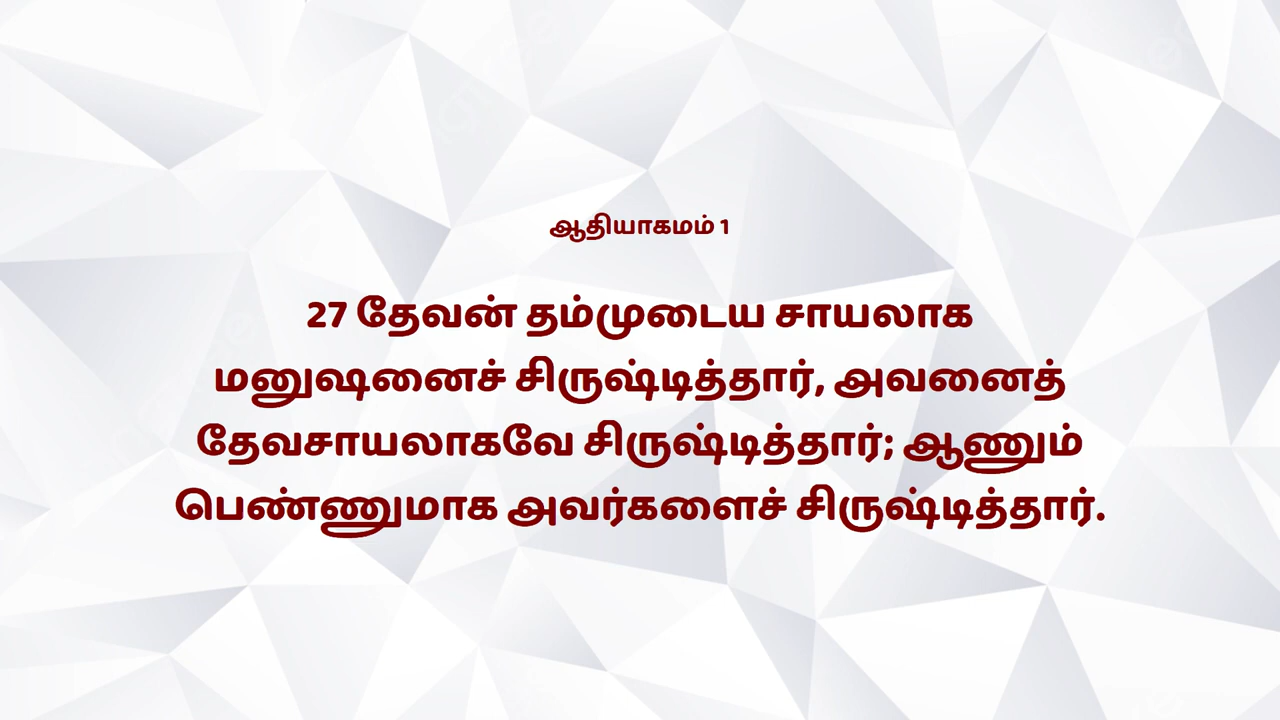 ஆதியாகமம் 1
27 தேவன் தம்முடைய சாயலாக
மனுஷனைச் சிருஷ்டித்தார், அவனைத்
தேவசாயலாகவே சிருஷ்டித்தார்; ஆணும்
பெண்ணுமாக அவர்களைச் சிருஷ்டித்தார்.